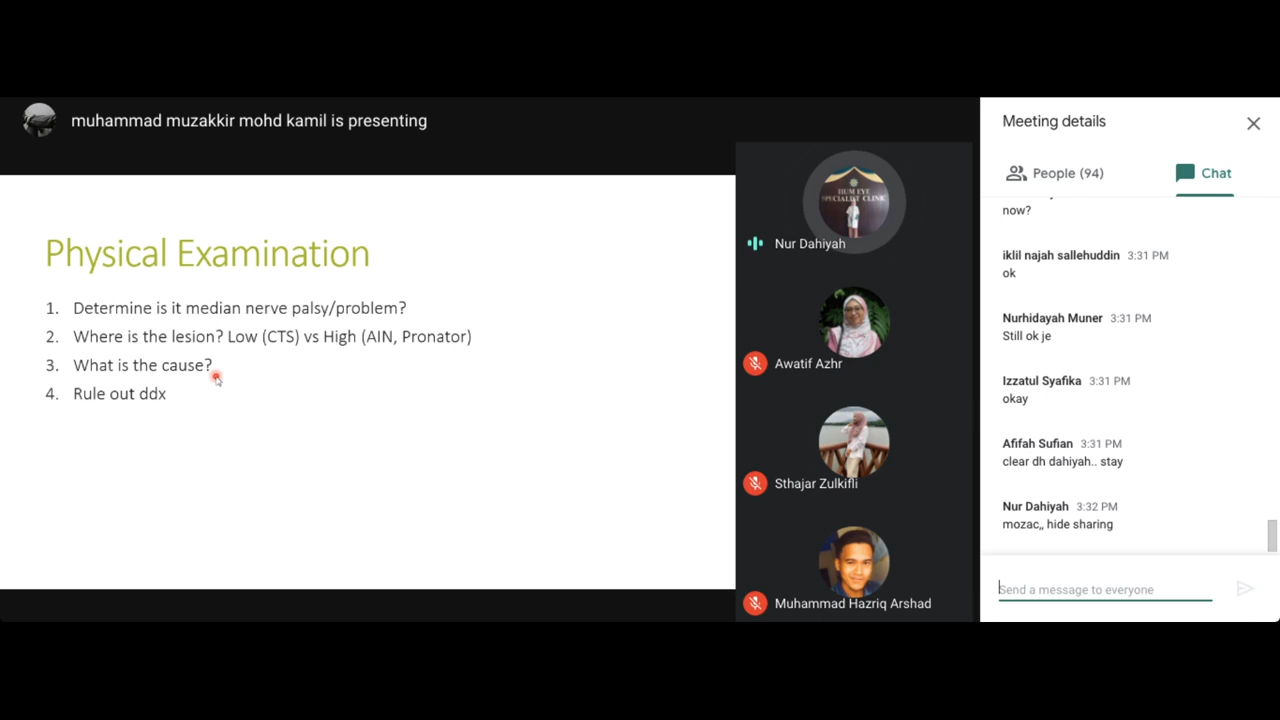 muhammad muzakkir mohd kamil is presenting
Physical Examination
1. Determine is it median nerve palsy/problem?
2. Where is the lesion? Low (CTS) vs High (AIN, Pronator)
3. What is the cause?
4. Rule out ddx
HUM EYE
SPECIALIST CLINIC
Nur Dahiyah
Awatif Azhr
Sthajar Zulkifli
Muhammad Hazriq Arshad
Meeting details
People (94)
Chat
now?
iklil najah sallehuddin 3:31 PM
ok
Nurhidayah Muner 3:31 PM
Still ok je
Izzatul Syafika 3:31 PM
okay
Afifah Sufian 3:31 PM
clear dh dahiyah.. stay
Nur Dahiyah 3:32 PM
mozac,, hide sharing
Send a message to everyone